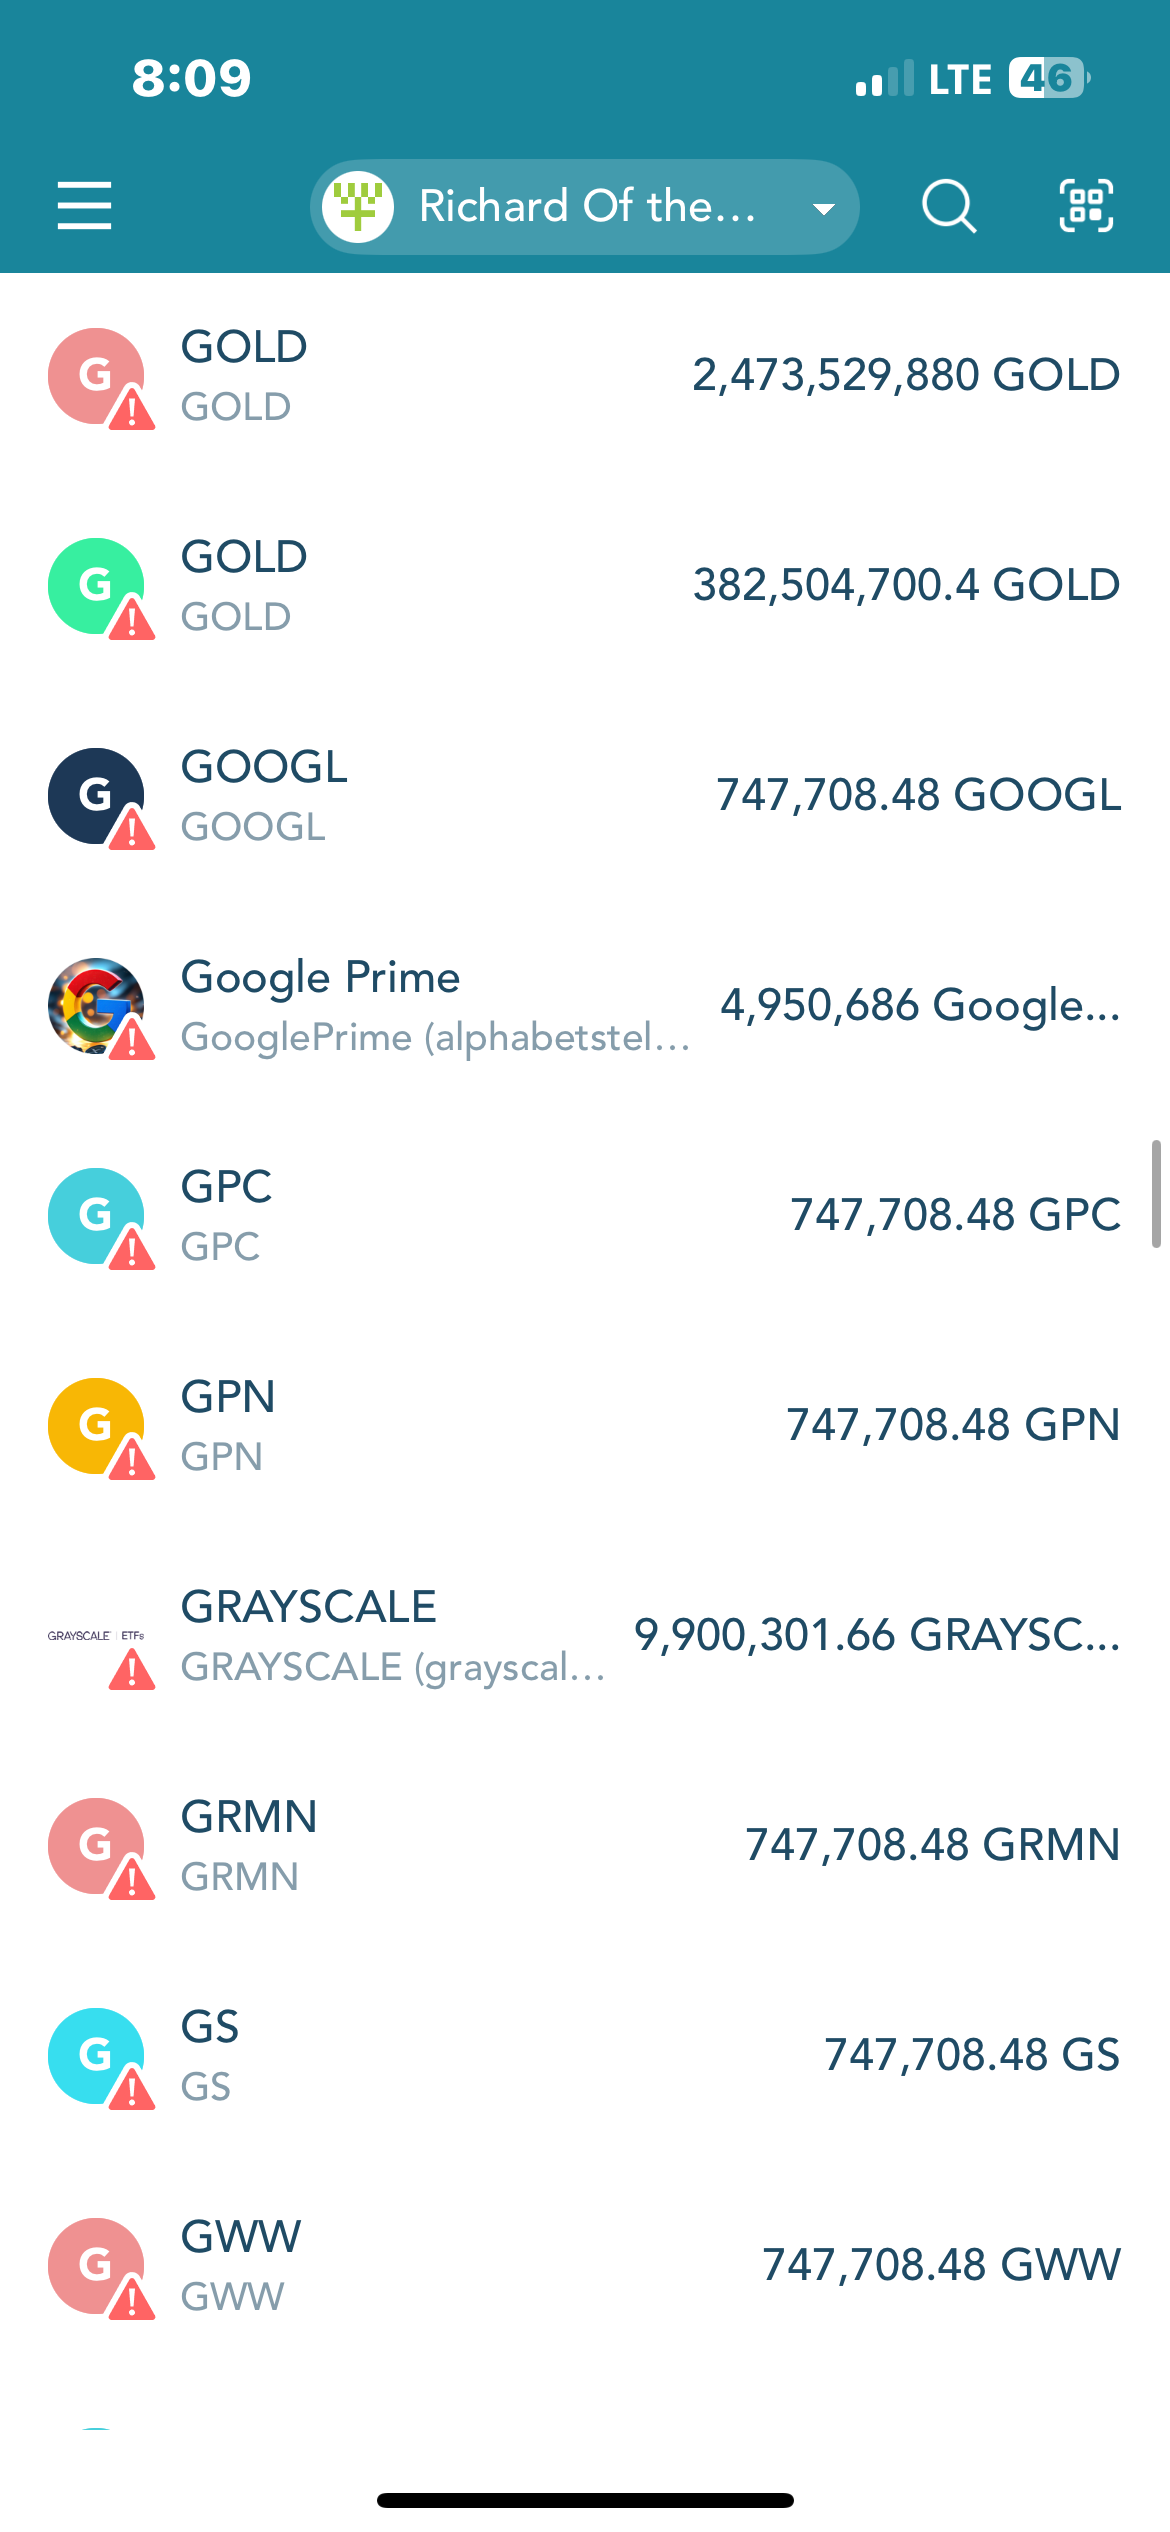 8:09
LTE 46
Richard Of the...
G GOLD
GOLD
2,473,529,880 GOLD
G GOLD
GOLD
382,504,700.4 GOLD
G GOOGL
GOOGL
747,708.48 GOOGL
Google Prime
GooglePrime (alphabetstel...
4,950,686 Google...
G GPC
GPC
747,708.48 GPC
G GPN
GPN
747,708.48 GPN
GRAYSCALE ETFs
GRAYSCALE
GRAYSCALE (grayscal...
9,900,301.66 GRAYSC...
G GRMN
GRMN
747,708.48 GRMN
G GS
GS
747,708.48 GS
G GWW
GWW
747,708.48 GWW